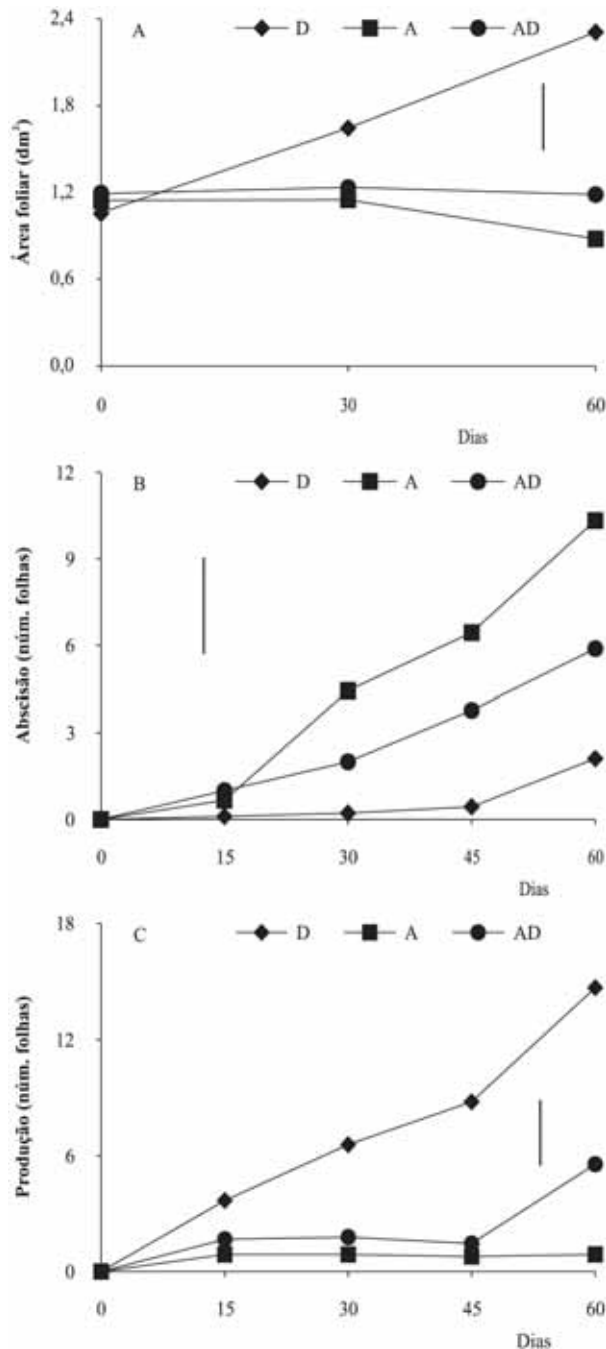 2,4
A
D
A
AD
1,8
1,2
0,6
0,0
Área foliar (dm²)
0
30
60
Dias
12
B
D
A
AD
9
6
3
0
Abscisão (núm. folhas)
0
15
30
45
60
Dias
18
C
D
A
AD
12
6
0
Produção (núm. folhas)
0
15
30
45
60
Dias